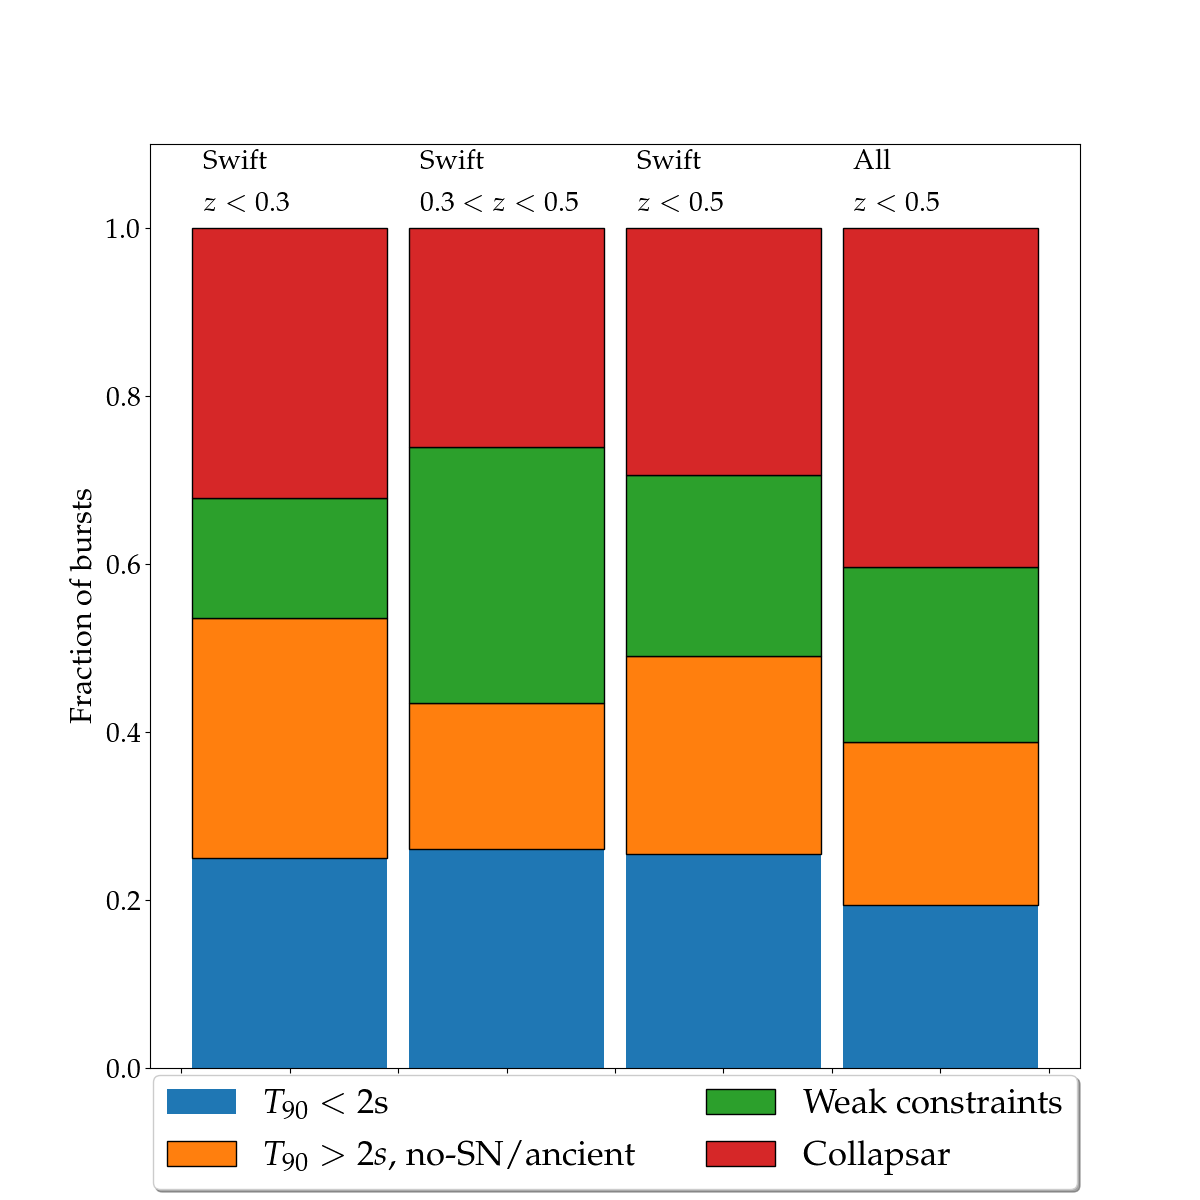 Swift
z < 0.3
Swift
0.3 < z < 0.5
Swift
z < 0.5
All
z < 0.5
1.0
0.8
0.6
0.4
0.2
0.0
Fraction of bursts
T₉₀ < 2s
T₉₀ > 2s, no-SN/ancient
Weak constraints
Collapsar